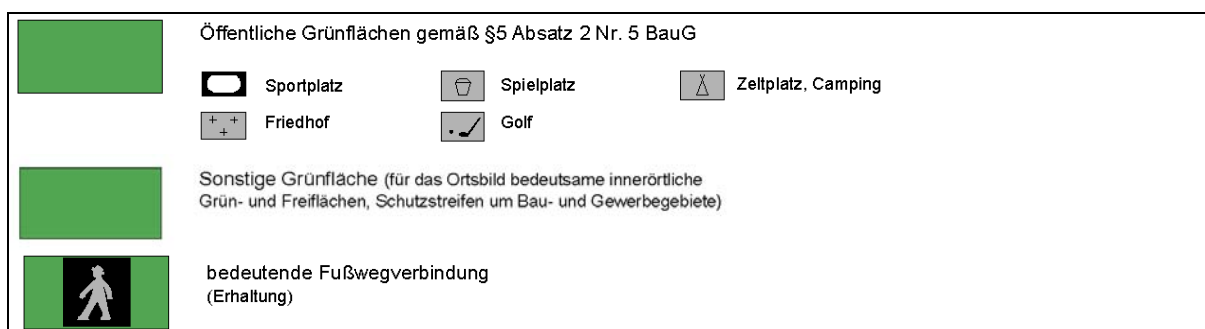 Öffentliche Grünflächen gemäß §5 Absatz 2 Nr. 5 BauG
Sportplatz Spielplatz Zeltplatz, Camping
Friedhof Golf
Sonstige Grünfläche (für das Ortsbild bedeutsame innerörtliche
Grün- und Freiflächen, Schutzstreifen um Bau- und Gewerbegebiete)
bedeutende Fußwegverbindung
(Erhaltung)